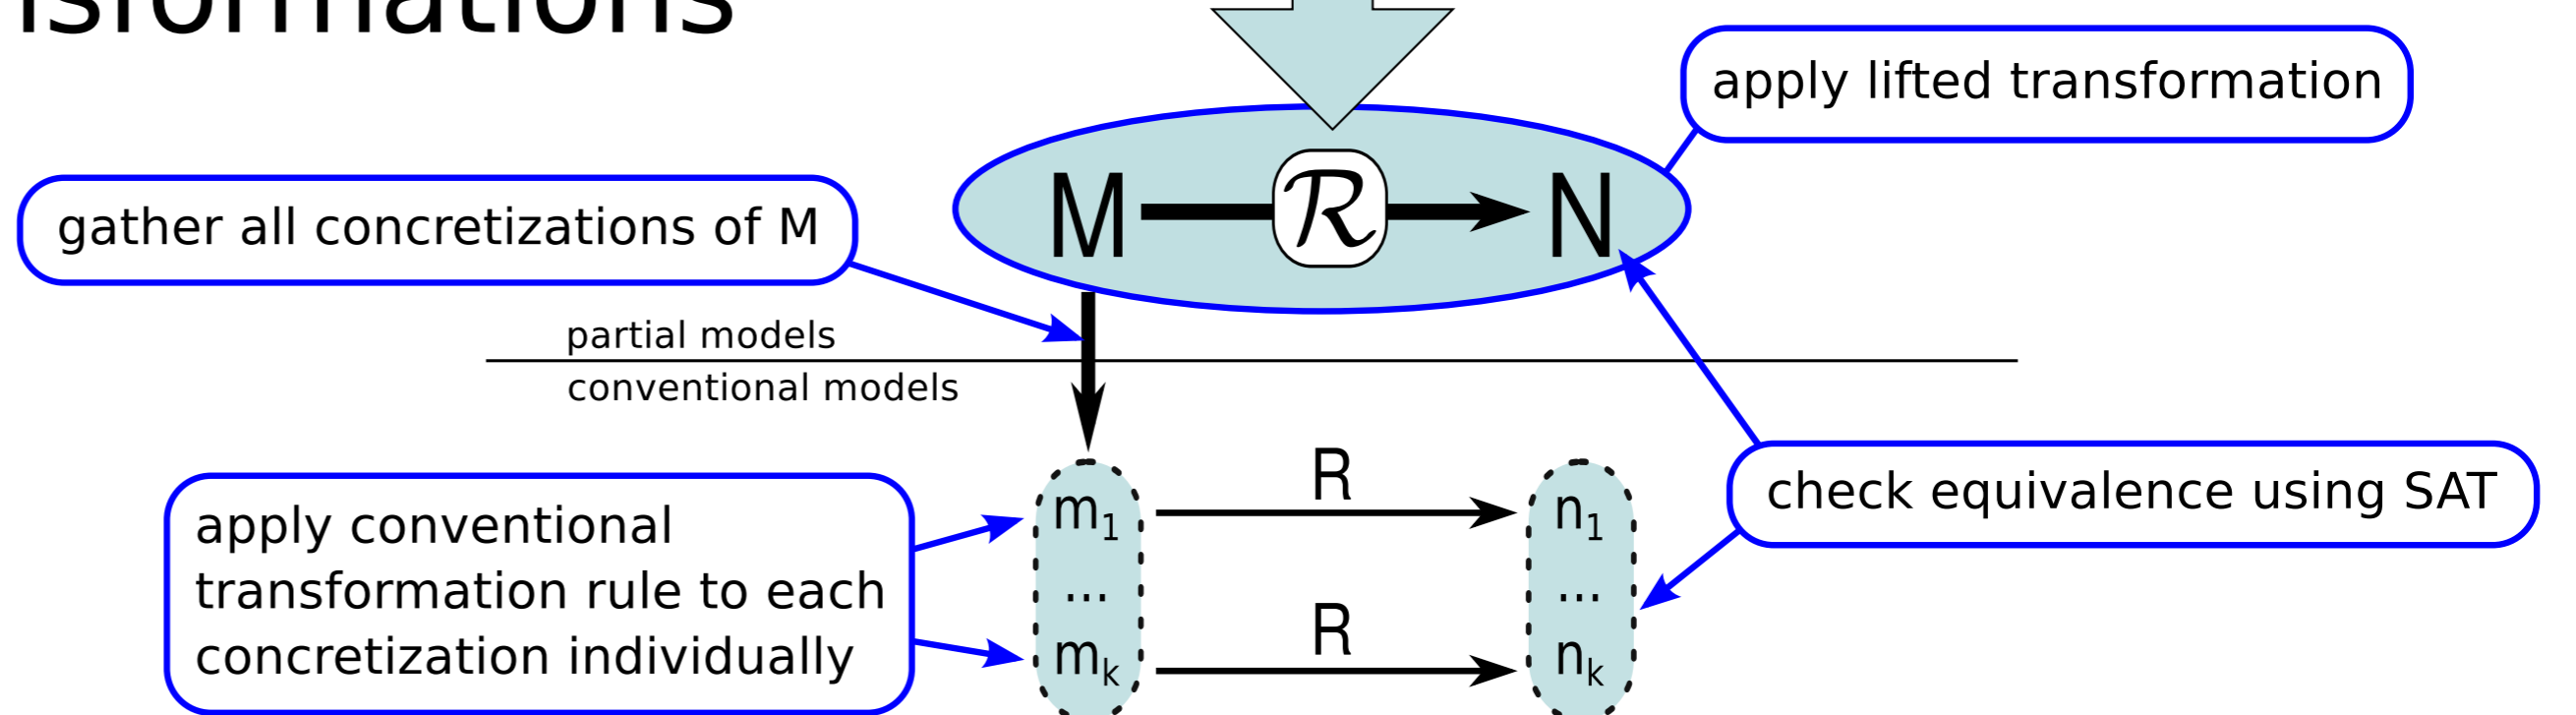 nsformations
apply lifted transformation
gather all concretizations of M
M ℛ N
partial models
conventional models
apply conventional
transformation rule to each
concretization individually
m₁ R n₁
... ...
mₖ R nₖ
check equivalence using SAT